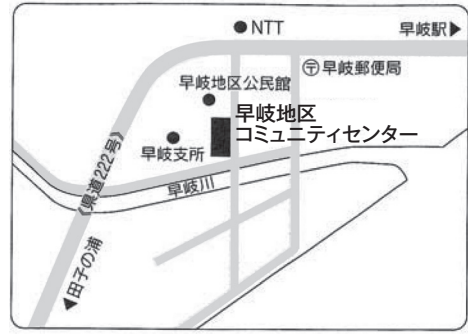 ●NTT
早岐駅▶
〒早岐郵便局
早岐地区公民館
早岐地区
コミュニティセンター
早岐支所
早岐川
《県道222号》
◀田子の浦